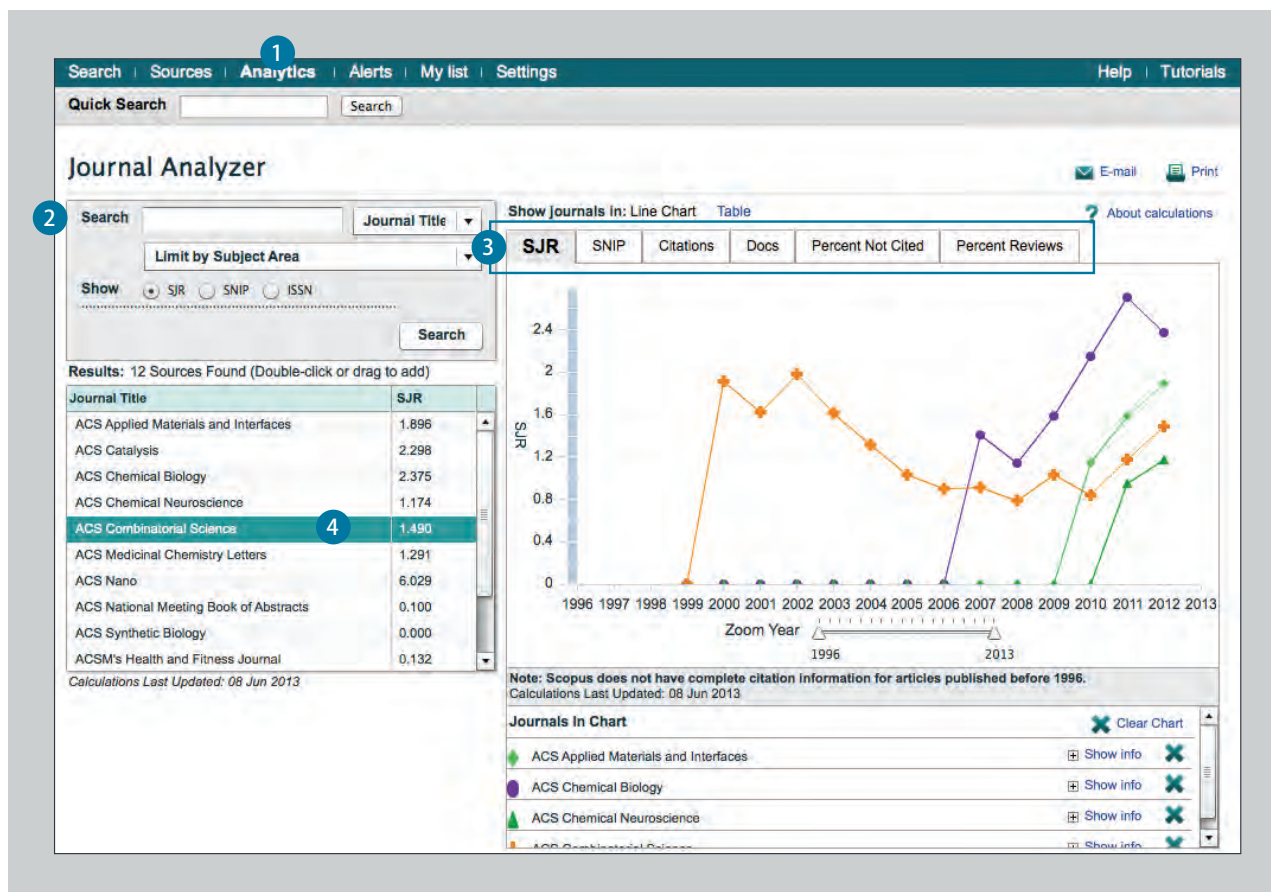 1
Search | Sources | Analytics | Alerts | My list | Settings
Help | Tutorials
Quick Search
Search
Journal Analyzer
E-mail
Print
2
Search
Journal Title
Limit by Subject Area
Show SJR SNIP ISSN
Search
Results: 12 Sources Found (Double-click or drag to add)
Journal Title SJR
ACS Applied Materials and Interfaces 1.896
ACS Catalysis 2.298
ACS Chemical Biology 2.375
ACS Chemical Neuroscience 1.174
ACS Combinatorial Science 4 1.490
ACS Medicinal Chemistry Letters 1.291
ACS Nano 6.029
ACS National Meeting Book of Abstracts 0.100
ACS Synthetic Biology 0.000
ACSM's Health and Fitness Journal 0.132
Calculations Last Updated: 08 Jun 2013
Show journals in: Line Chart Table
? About calculations
3
SJR SNIP Citations Docs Percent Not Cited Percent Reviews
SJR
2.4
2
1.6
1.2
0.8
0.4
0
1996 1997 1998 1999 2000 2001 2002 2003 2004 2005 2006 2007 2008 2009 2010 2011 2012 2013
Zoom Year
1996 2013
Note: Scopus does not have complete citation information for articles published before 1996.
Calculations Last Updated: 08 Jun 2013
Journals In Chart Clear Chart
ACS Applied Materials and Interfaces Show info
ACS Chemical Biology Show info
ACS Chemical Neuroscience Show info
ACS Combinatorial Science Show info